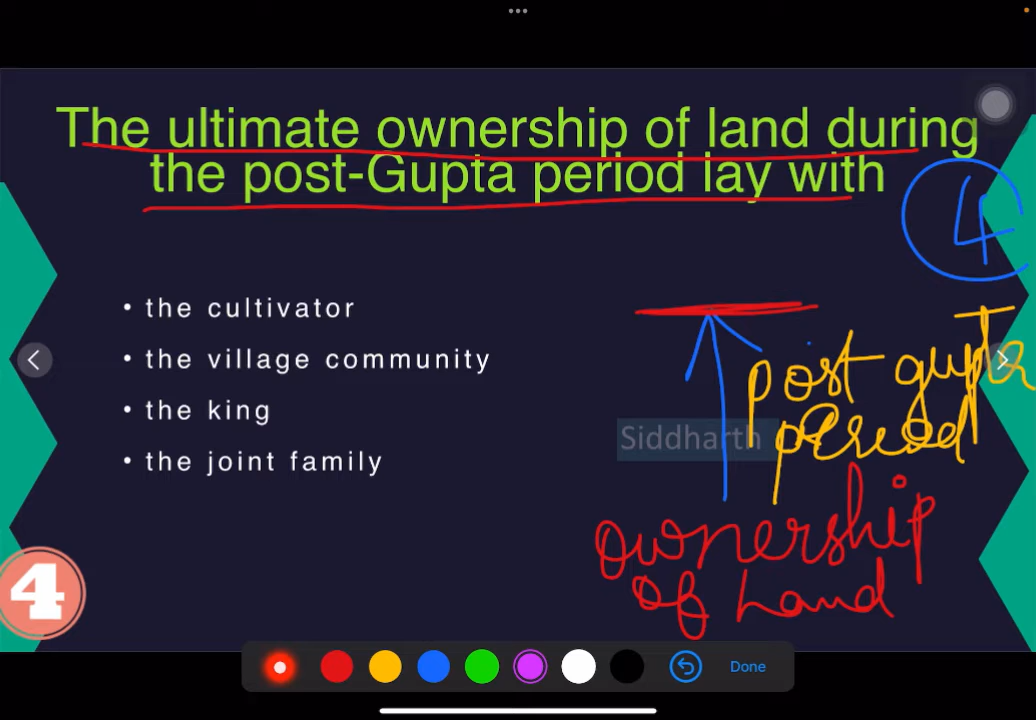 The ultimate ownership of land during
the post-Gupta period lay with
4
• the cultivator
• the village community
• the king
• the joint family
post gupta
period
Siddharth
ownership
of Land
4
Done